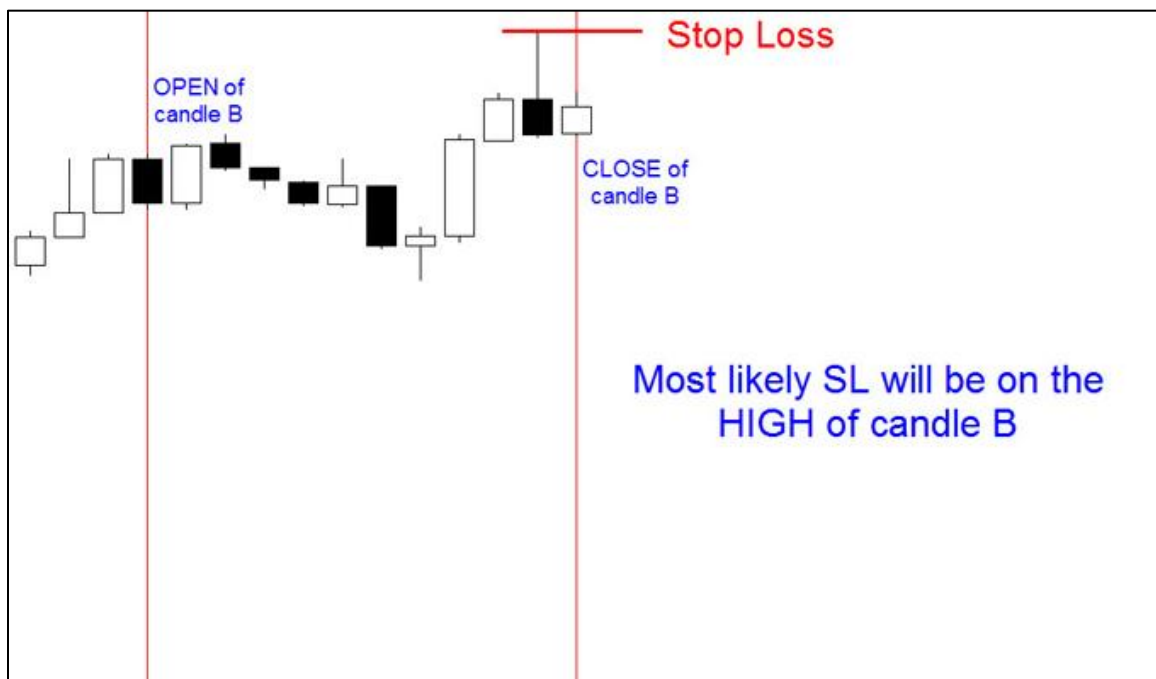 Stop Loss
OPEN of
candle B
CLOSE of
candle B
Most likely SL will be on the
HIGH of candle B